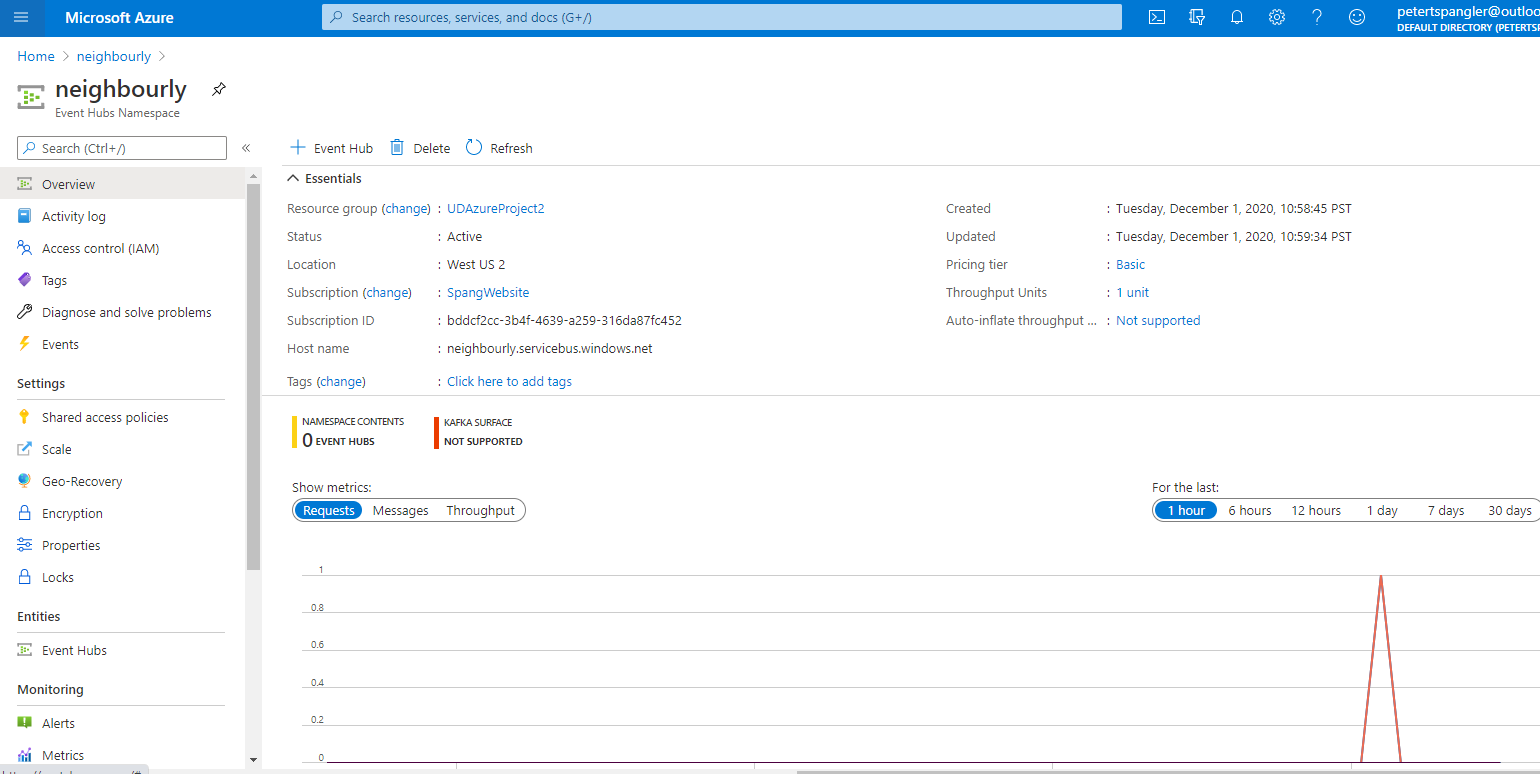 Microsoft Azure
Search resources, services, and docs (G+/)
petertspangler@outloo
DEFAULT DIRECTORY (PETERTSP
Home > neighbourly >
neighbourly
Event Hubs Namespace
Search (Ctrl+/)
«
Event Hub Delete Refresh
Overview
Activity log
Access control (IAM)
Tags
Diagnose and solve problems
Events
Settings
Shared access policies
Scale
Geo-Recovery
Encryption
Properties
Locks
Entities
Event Hubs
Monitoring
Alerts
Metrics
Essentials
Resource group (change) : UDAzureProject2
Status : Active
Location : West US 2
Subscription (change) : SpangWebsite
Subscription ID : bddcf2cc-3b4f-4639-a259-316da87fc452
Host name : neighbourly.servicebus.windows.net
Tags (change) : Click here to add tags
Created : Tuesday, December 1, 2020, 10:58:45 PST
Updated : Tuesday, December 1, 2020, 10:59:34 PST
Pricing tier : Basic
Throughput Units : 1 unit
Auto-inflate throughput ... : Not supported
NAMESPACE CONTENTS
0 EVENT HUBS
KAFKA SURFACE
NOT SUPPORTED
Show metrics:
Requests Messages Throughput
For the last:
1 hour 6 hours 12 hours 1 day 7 days 30 days
1
0.8
0.6
0.4
0.2
0